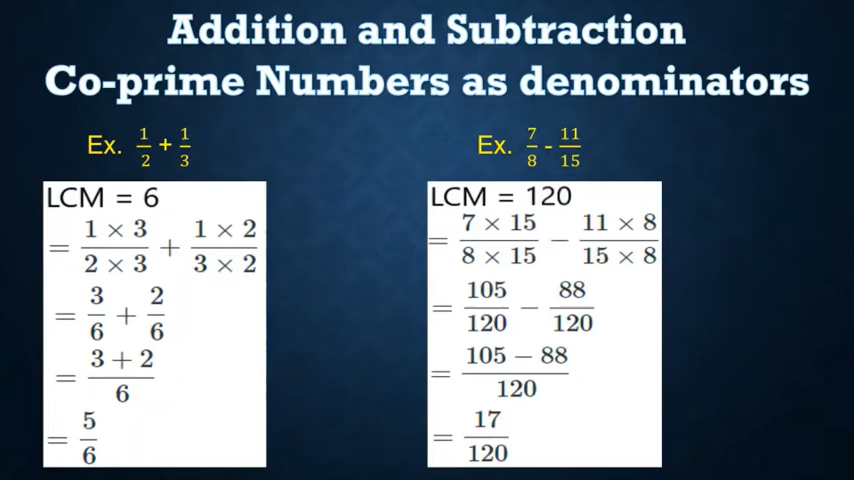 Addition and Subtraction
Co-prime Numbers as denominators
Ex. 1/2 + 1/3
LCM = 6
= (1 × 3)/(2 × 3) + (1 × 2)/(3 × 2)
= 3/6 + 2/6
= (3 + 2)/6
= 5/6
Ex. 7/8 - 11/15
LCM = 120
= (7 × 15)/(8 × 15) − (11 × 8)/(15 × 8)
= 105/120 − 88/120
= (105 − 88)/120
= 17/120